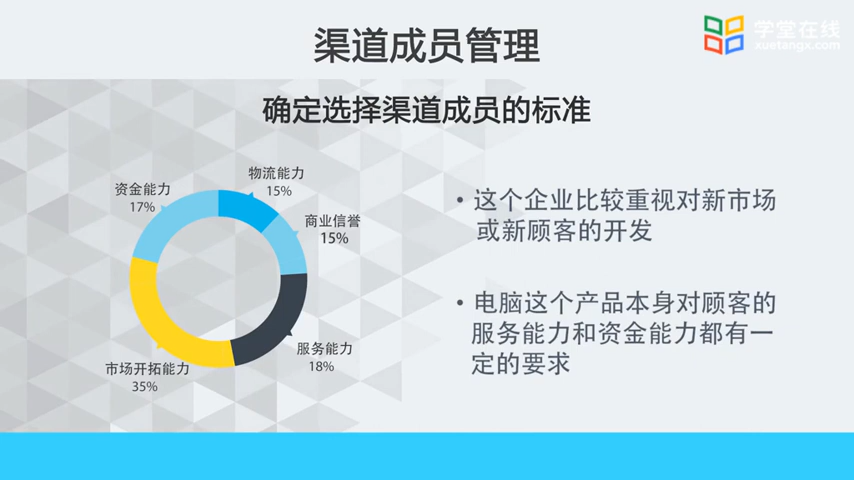 渠道成员管理
学堂在线
xuetangx.com
确定选择渠道成员的标准
物流能力
15%
资金能力
17%
商业信誉
15%
服务能力
18%
市场开拓能力
35%
• 这个企业比较重视对新市场
或新顾客的开发
• 电脑这个产品本身对顾客的
服务能力和资金能力都有一
定的要求